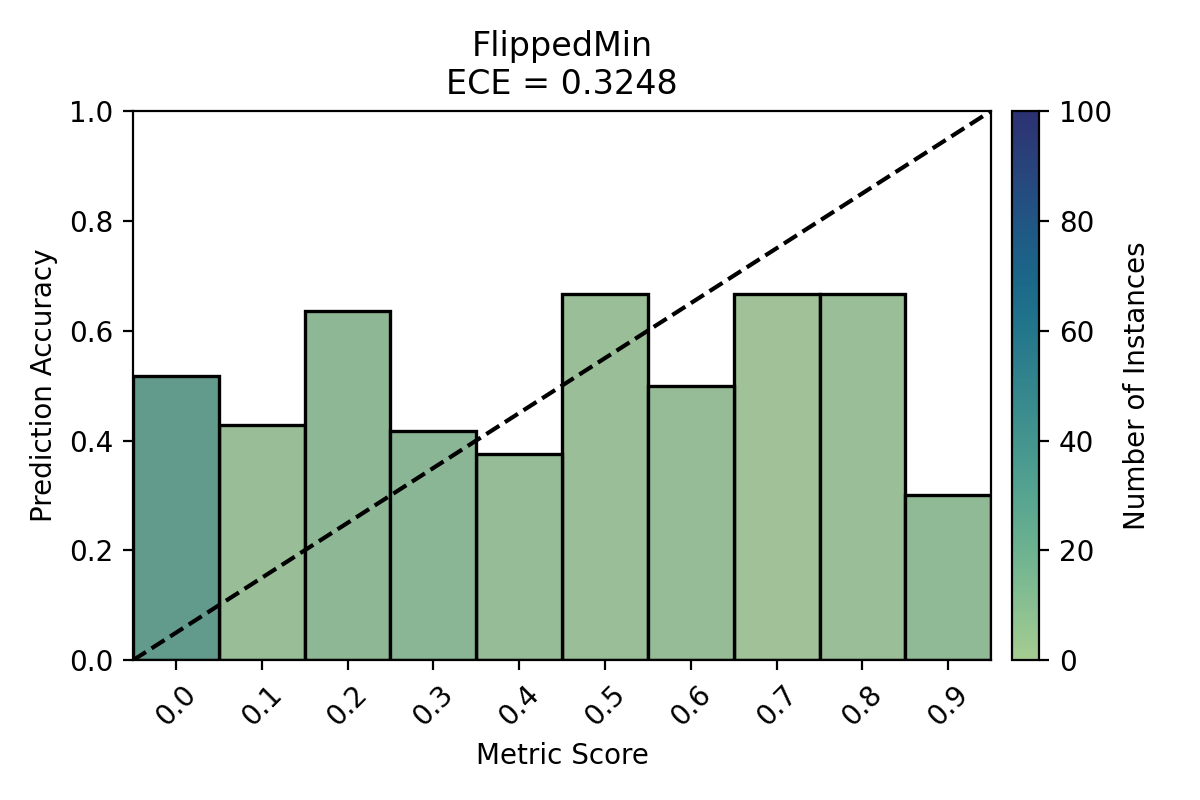 FlippedMin
ECE = 0.3248
1.0
0.8
0.6
0.4
0.2
0.0
Prediction Accuracy
0.0 0.1 0.2 0.3 0.4 0.5 0.6 0.7 0.8 0.9
Metric Score
100
80
60
40
20
0
Number of Instances